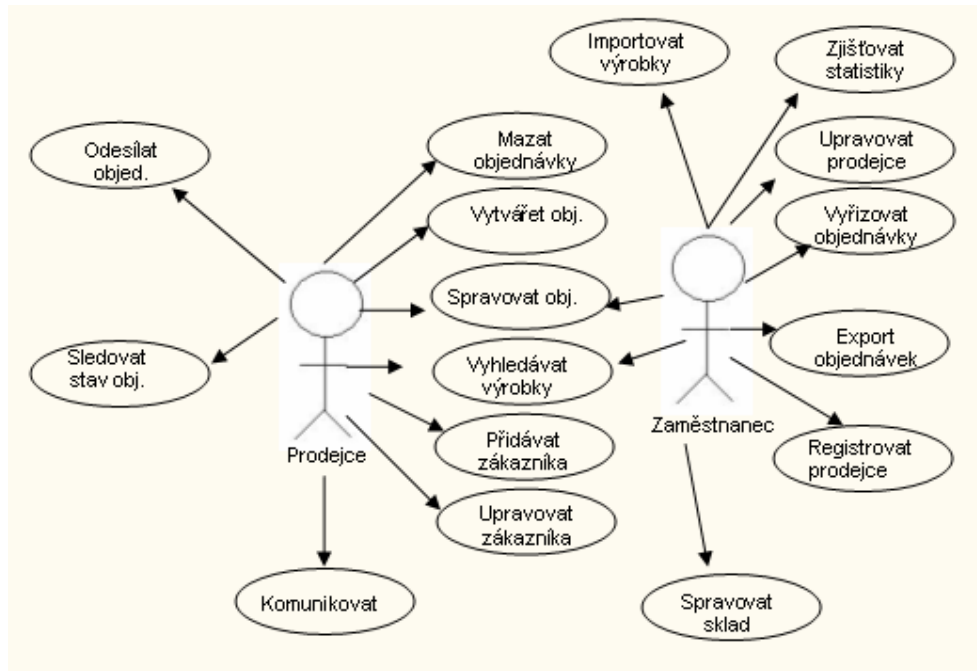 Importovat
výrobky
Zjišťovat
statistiky
Odesílat
objed.
Mazat
objednávky
Upravovat
prodejce
Vytvářet obj.
Vyřizovat
objednávky
Spravovat obj.
Sledovat
stav obj.
Vyhledávat
výrobky
Export
objednávek
Prodejce
Zaměstnanec
Přidávat
zákazníka
Registrovat
prodejce
Upravovat
zákazníka
Komunikovat
Spravovat
sklad